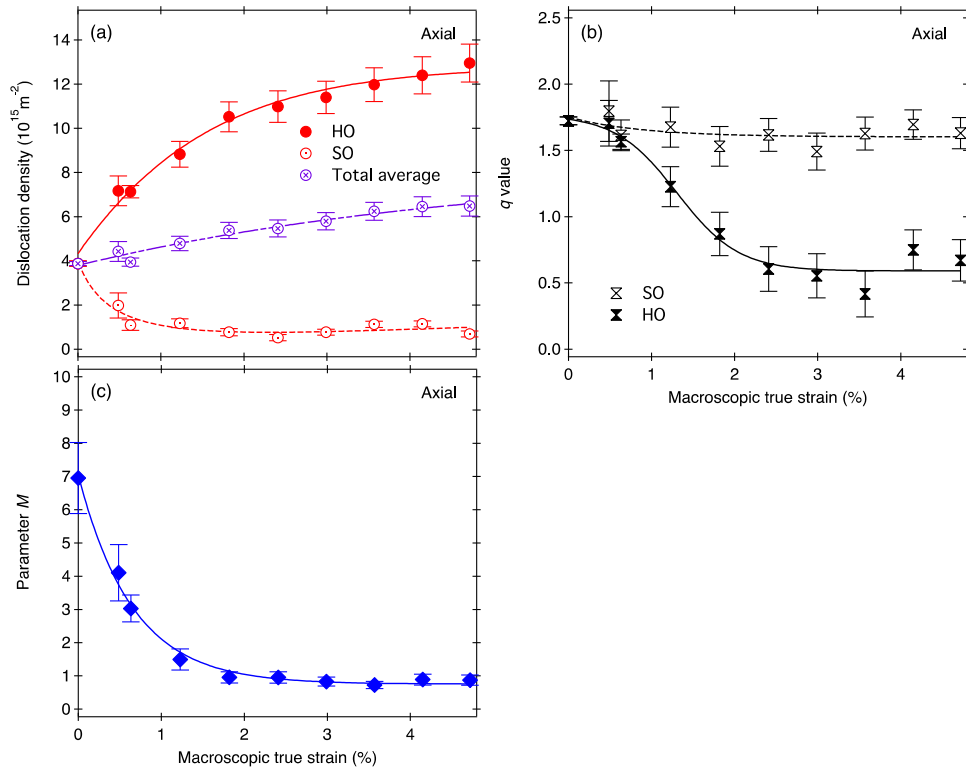 (a)
Axial
14
12
10
8
6
4
2
0
Dislocation density (10¹⁵m⁻²)
HO
SO
Total average
(b)
Axial
2.5
2.0
1.5
1.0
0.5
0.0
q value
SO
HO
0 1 2 3 4
Macroscopic true strain (%)
(c)
Axial
10
9
8
7
6
5
4
3
2
1
0
Parameter M
0 1 2 3 4
Macroscopic true strain (%)